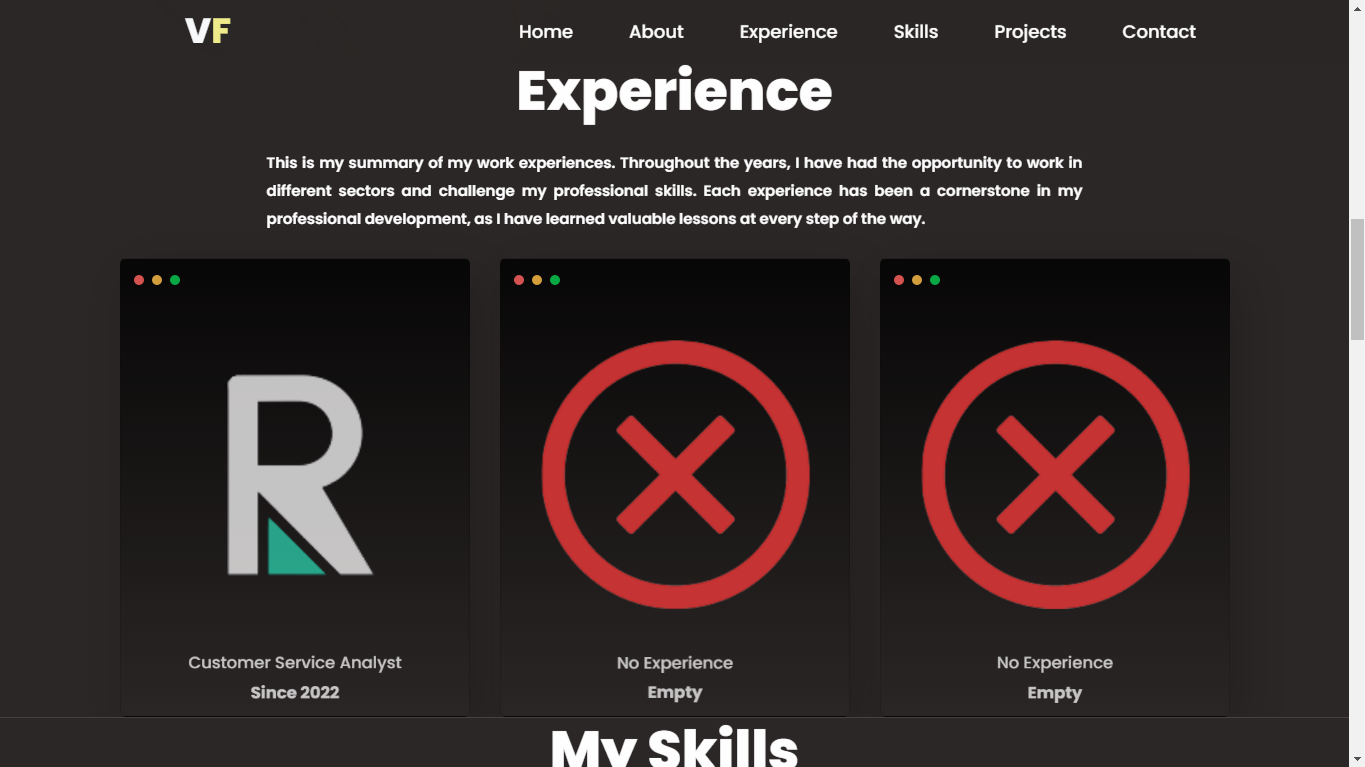 VF
Home About Experience Skills Projects Contact
Experience
This is my summary of my work experiences. Throughout the years, I have had the opportunity to work in
different sectors and challenge my professional skills. Each experience has been a cornerstone in my
professional development, as I have learned valuable lessons at every step of the way.
R
Customer Service Analyst
Since 2022
No Experience
Empty
No Experience
Empty
My Skills